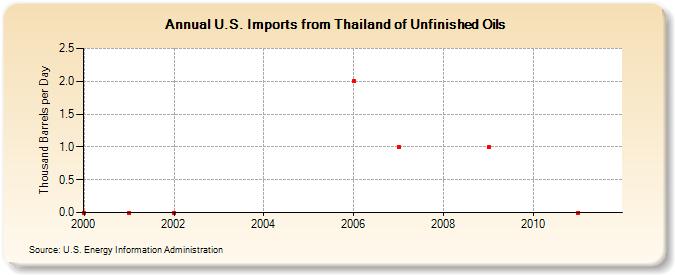 Annual U.S. Imports from Thailand of Unfinished Oils
Thousand Barrels per Day
2.5
2.0
1.5
1.0
0.5
0.0
2000 2002 2004 2006 2008 2010
Source: U.S. Energy Information Administration